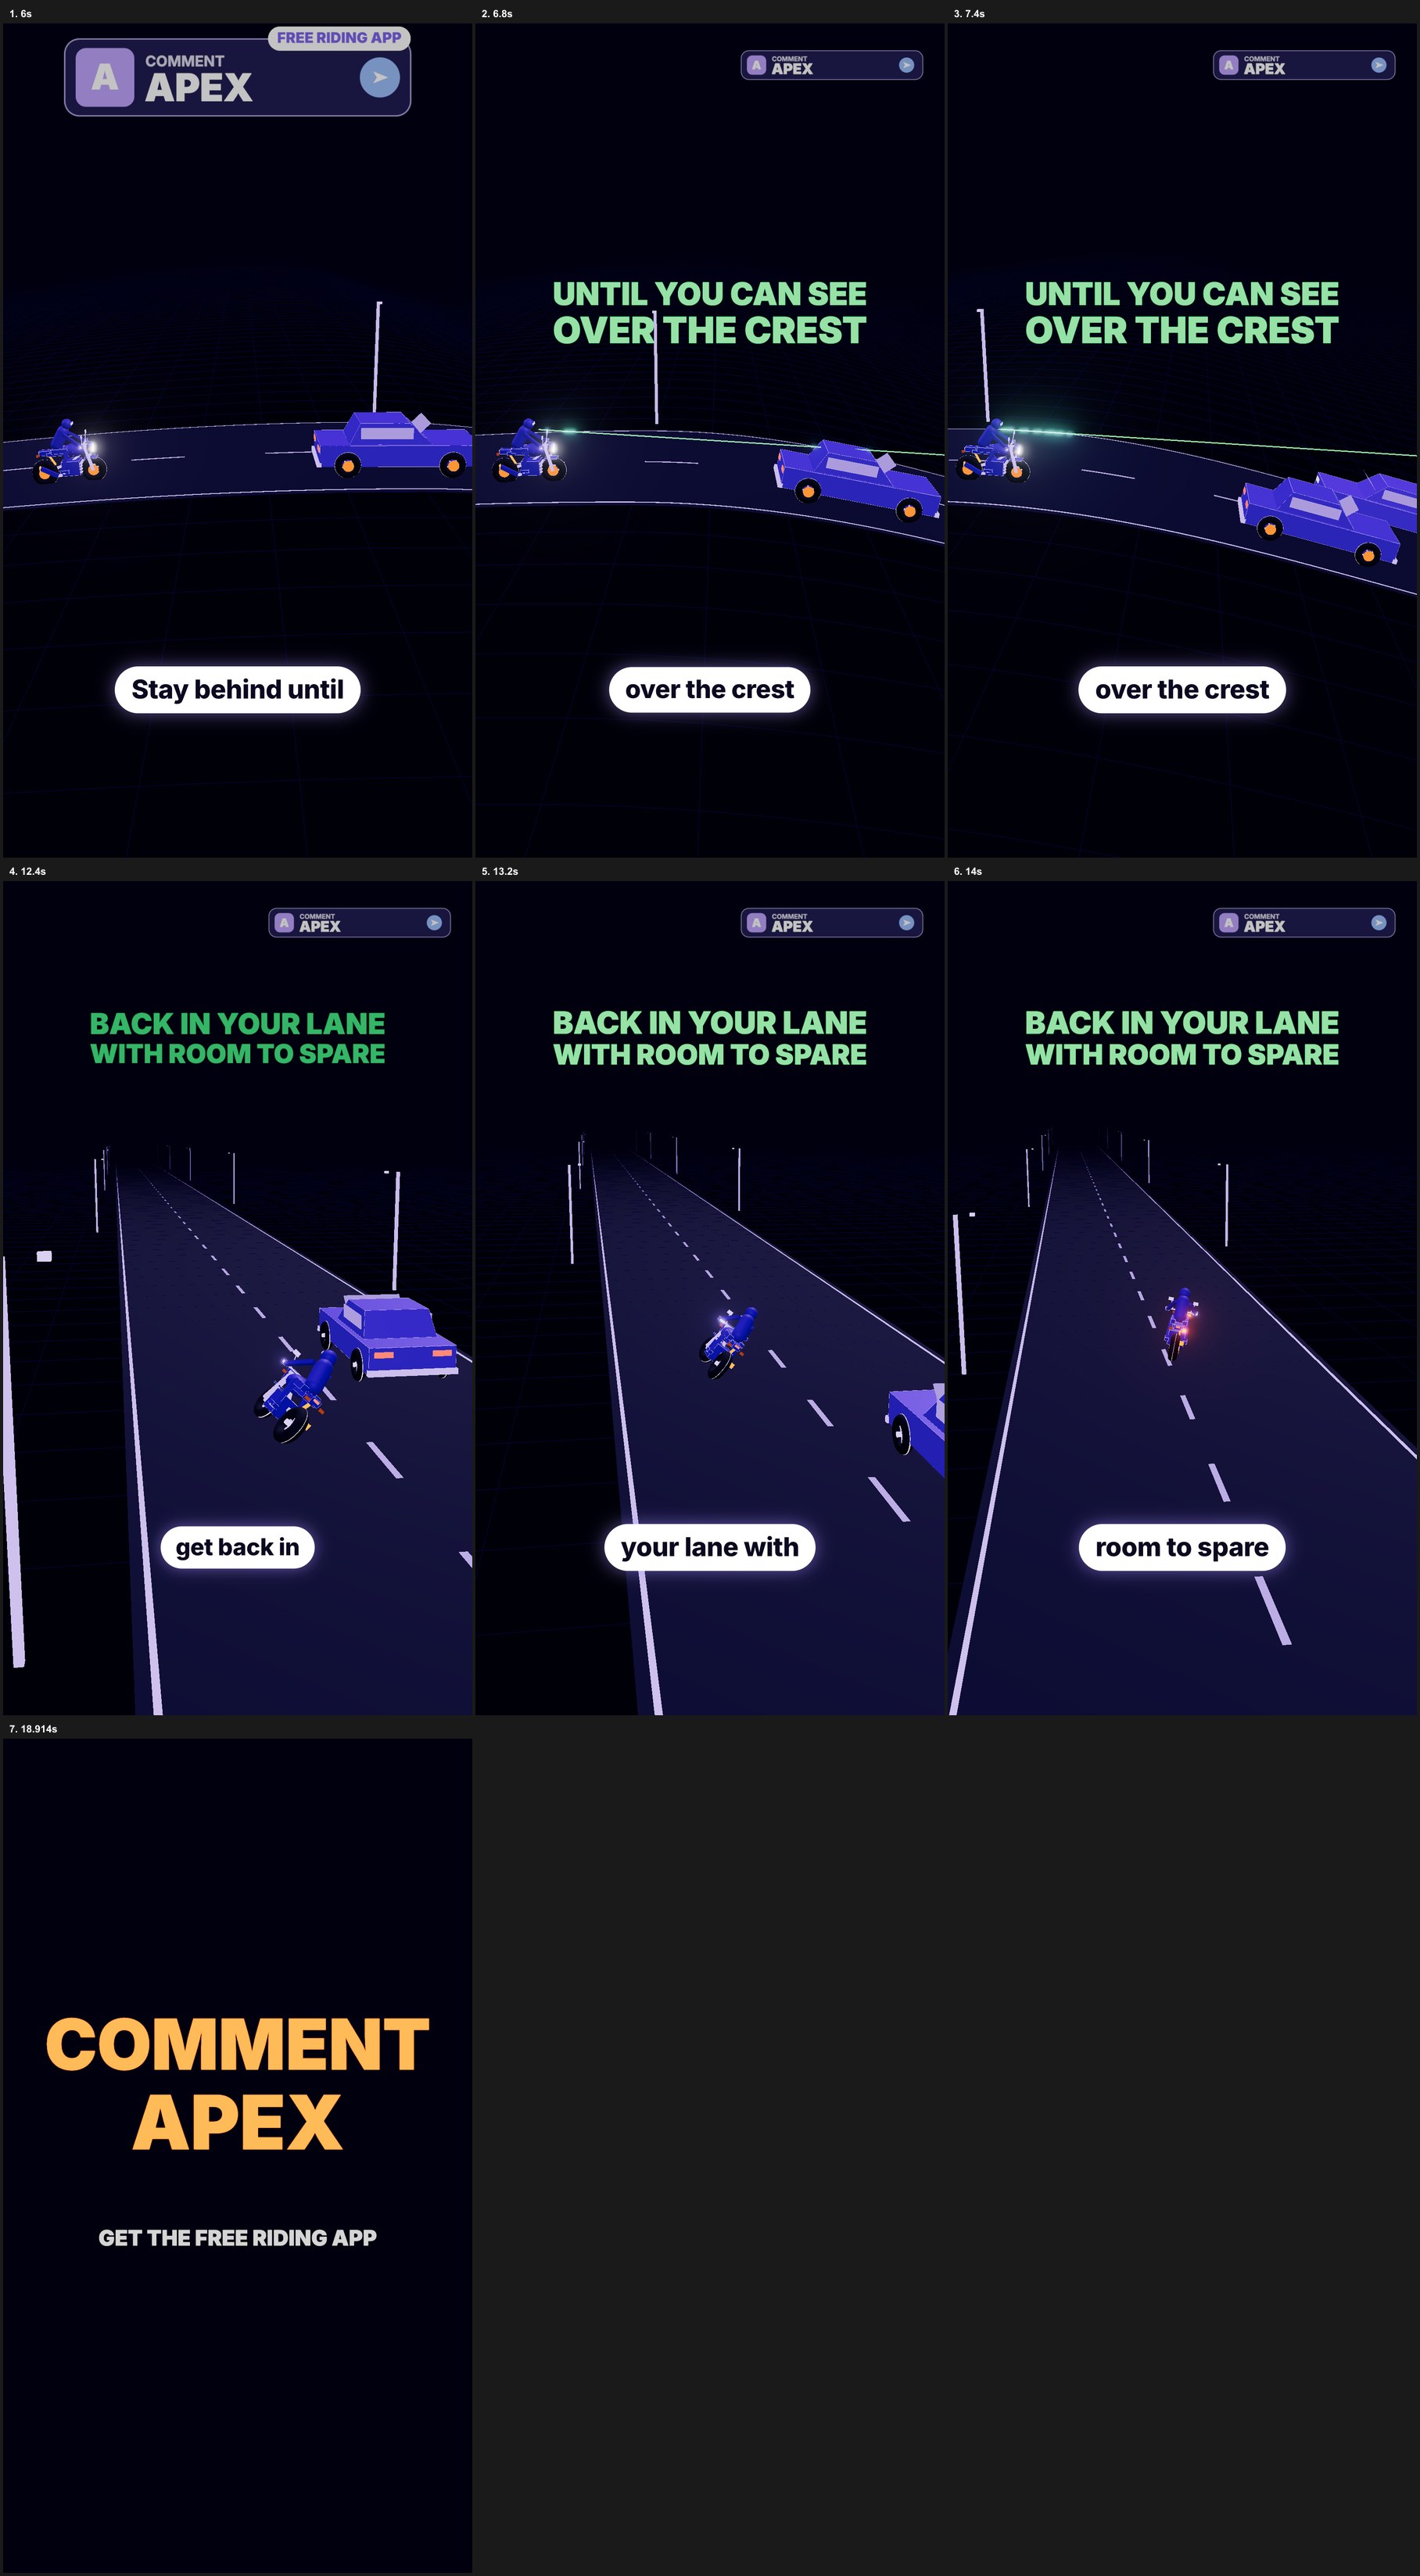 1. 6s
FREE RIDING APP
A
COMMENT
APEX
Stay behind until
2. 6.8s
A
COMMENT
APEX
UNTIL YOU CAN SEE
OVER THE CREST
over the crest
3. 7.4s
A
COMMENT
APEX
UNTIL YOU CAN SEE
OVER THE CREST
over the crest
4. 12.4s
A
COMMENT
APEX
BACK IN YOUR LANE
WITH ROOM TO SPARE
get back in
5. 13.2s
A
COMMENT
APEX
BACK IN YOUR LANE
WITH ROOM TO SPARE
your lane with
6. 14s
A
COMMENT
APEX
BACK IN YOUR LANE
WITH ROOM TO SPARE
room to spare
7. 18.914s
COMMENT
APEX
GET THE FREE RIDING APP